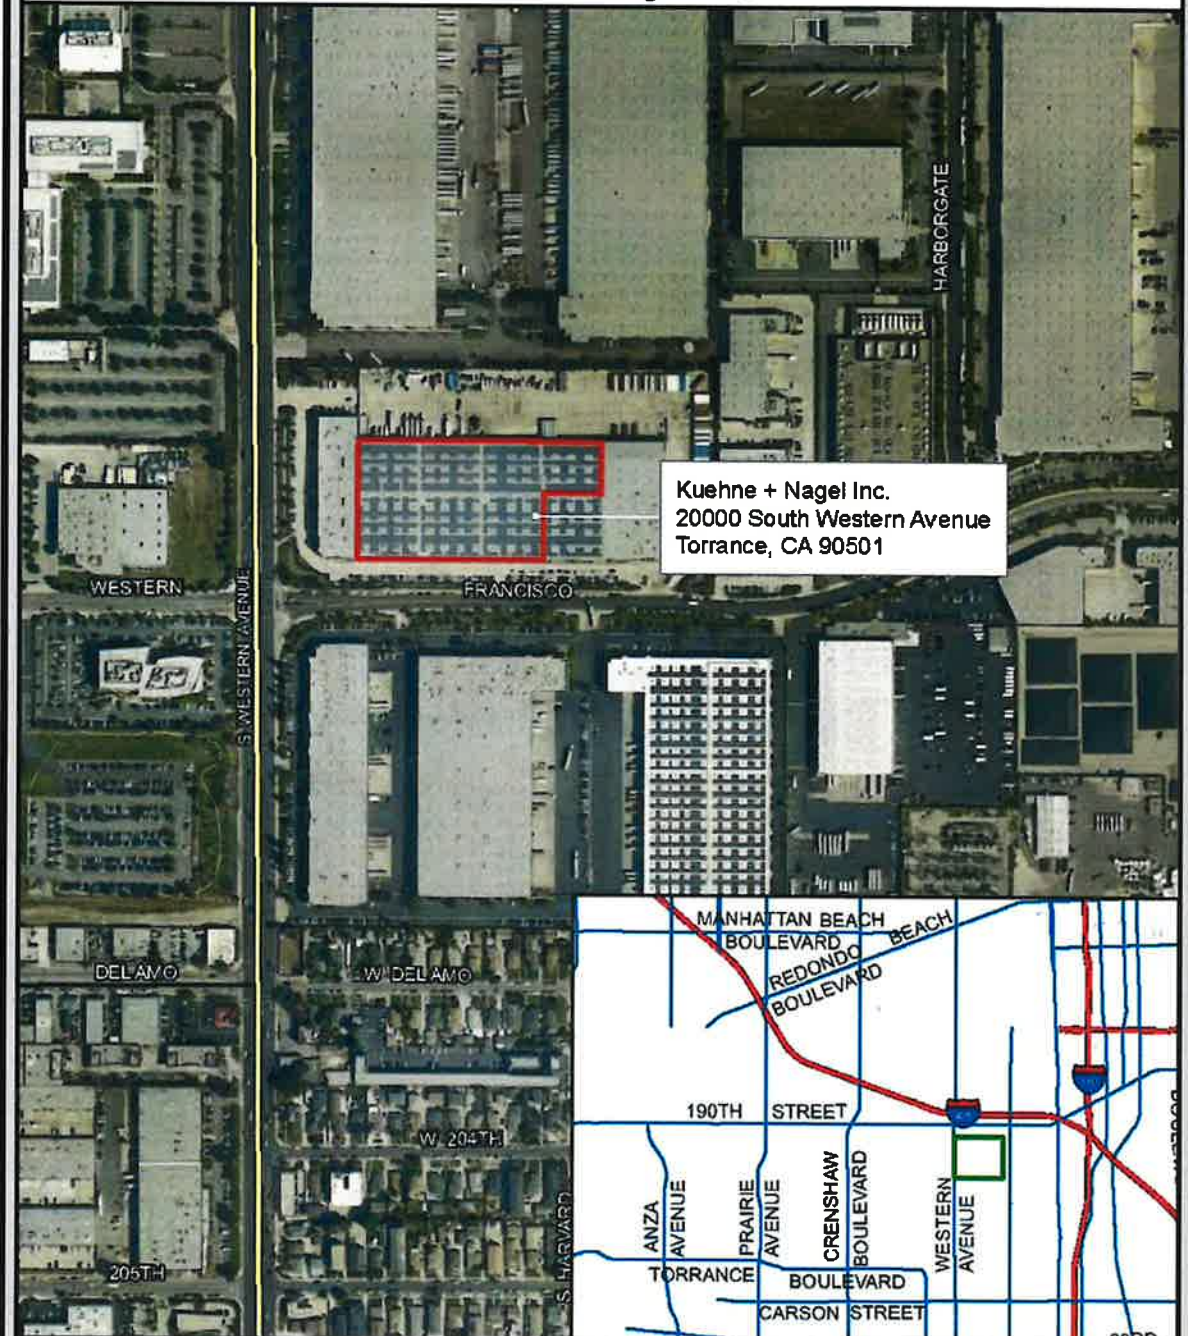 HARBORGATE
Kuehne + Nagel Inc.
20000 South Western Avenue
Torrance, CA 90501
WESTERN
FRANCISCO
S WESTERN AVENUE
DEL AMO
W DEL AMO
W 204TH
205TH
S HARVARD
MANHATTAN BEACH
BOULEVARD
REDONDO BEACH
BOULEVARD
190TH STREET
ANZA
AVENUE
PRAIRIE
AVENUE
CRENSHAW
BOULEVARD
WESTERN
AVENUE
TORRANCE
BOULEVARD
CARSON STREET